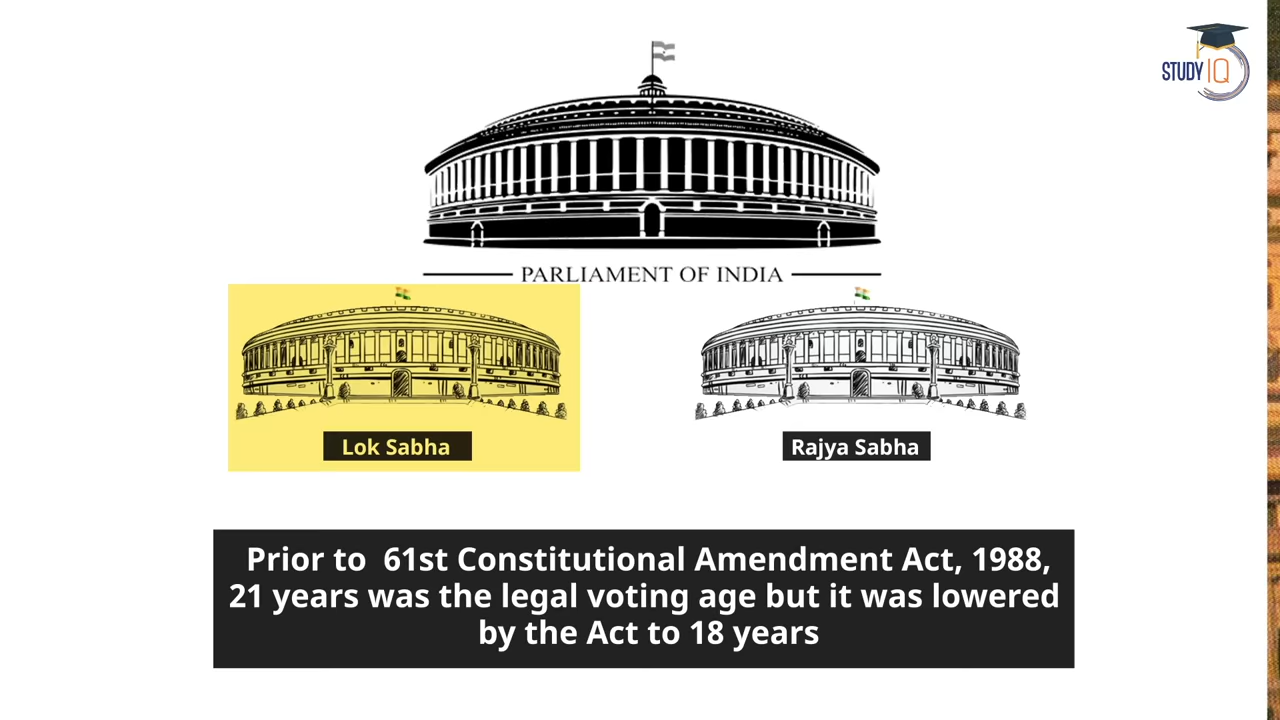 STUDY IQ
PARLIAMENT OF INDIA
Lok Sabha
Rajya Sabha
Prior to  61st Constitutional Amendment Act, 1988,
21 years was the legal voting age but it was lowered
by the Act to 18 years